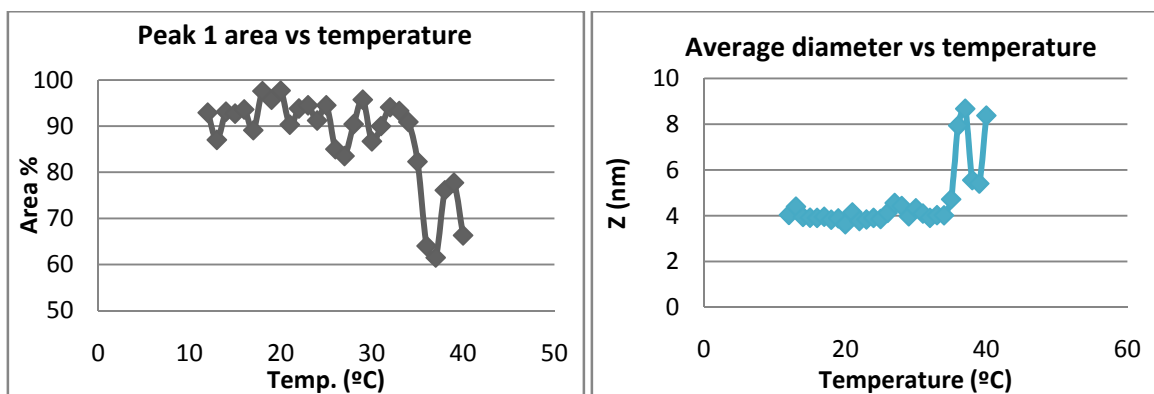 Peak 1 area vs temperature
100
90
80
70
60
50
Area %
0 10 20 30 40 50
Temp. (ºC)
Average diameter vs temperature
10
8
6
4
2
0
Z (nm)
0 20 40 60
Temperature (ºC)